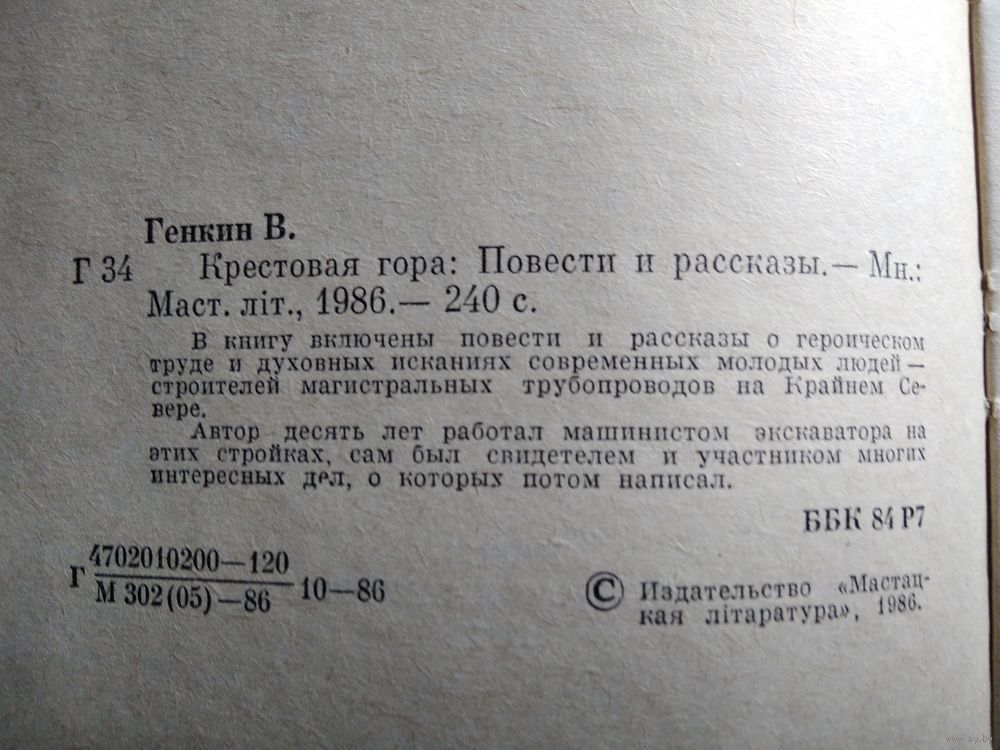 Генкин В.
Г 34 Крестовая гора: Повести и рассказы.— Мн.:
Маст. літ., 1986.— 240 с.
В книгу включены повести и рассказы о героическом
труде и духовных исканиях современных молодых людей —
строителей магистральных трубопроводов на Крайнем Се-
вере.
Автор десять лет работал машинистом экскаватора на
этих стройках, сам был свидетелем и участником многих
интересных дел, о которых потом написал.
ББК 84 Р7
Г 4702010200—120
М 302(05)—86 10—86
© Издательство «Мастац-
кая літаратура», 1986.
www.ay.by